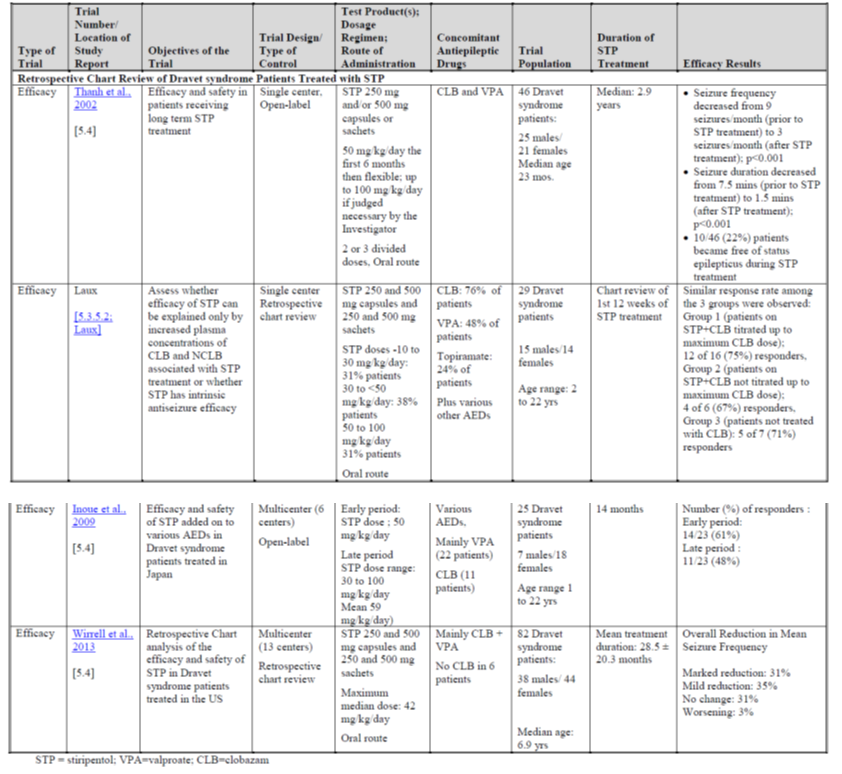 Type of
Trial
Trial
Number/
Location of
Study
Report
Objectives of the
Trial
Trial Design/
Type of
Control
Test Product(s);
Dosage
Regimen;
Route of
Administration
Concomitant
Antiepileptic
Drugs
Trial
Population
Duration of
STP
Treatment
Efficacy Results
Retrospective Chart Review of Dravet syndrome Patients Treated with STP
Efficacy
Thanh et al.,
2002
[5.4]
Efficacy and safety in
patients receiving
long term STP
treatment
Single center,
Open-label
STP 250 mg
and/or 500 mg
capsules or
sachets
50 mg/kg/day the
first 6 months
then flexible; up
to 100 mg/kg/day
if judged
necessary by the
Investigator
2 or 3 divided
doses, Oral route
CLB and VPA
46 Dravet
syndrome
patients:
25 males/
21 females
Median age
23 mos.
Median: 2.9
years
• Seizure frequency
decreased from 9
seizures/month (prior
to STP treatment) to 3
seizures/month (after STP
treatment); p<0.001
• Seizure duration decreased
from 7.5 mins (prior to STP
treatment) to 1.5 mins
(after STP treatment);
p<0.001
• 10/46 (22%) patients
became free of status
epilepticus during STP
treatment
Efficacy
Laux
[5.3.5.2:
Laux]
Assess whether
efficacy of STP can
be explained only by
increased plasma
concentrations of
CLB and NCLB
associated with STP
treatment or whether
STP has intrinsic
antiseizure efficacy
Single center
Retrospective
chart review
STP 250 and 500
mg capsules and
250 and 500 mg
sachets
STP doses -10 to
30 mg/kg/day:
31% patients
30 to <50
mg/kg/day: 38%
patients
50 to 100
mg/kg/day
31% patients
Oral route
CLB: 76% of
patients
VPA: 48% of
patients
Topiramate:
24% of
patients
Plus various
other AEDs
29 Dravet
syndrome
patients
15 males/14
females
Age range: 2
to 22 yrs
Chart review of
1st 12 weeks of
STP treatment
Similar response rate among
the 3 groups were observed:
Group 1 (patients on
STP+CLB titrated up to
maximum CLB dose);
12 of 16 (75%) responders,
Group 2 (patients on
STP+CLB not titrated up to
maximum CLB dose);
4 of 6 (67%) responders,
Group 3 (patients not treated
with CLB): 5 of 7 (71%)
responders
Efficacy
Inoue et al.,
2009
[5.4]
Efficacy and safety
of STP added on to
various AEDs in
Dravet syndrome
patients treated in
Japan
Multicenter (6
centers)
Open-label
Early period:
STP dose ; 50
mg/kg/day
Late period
STP dose range:
30 to 100
mg/kg/day
Mean 59
mg/kg/day)
Various
AEDs,
Mainly VPA
(22 patients)
CLB (11
patients)
25 Dravet
syndrome
patients
7 males/18
females
Age range 1
to 22 yrs
14 months
Number (%) of responders :
Early period:
14/23 (61%)
Late period :
11/23 (48%)
Efficacy
Wirrell et al.,
2013
[5.4]
Retrospective Chart
analysis of the
efficacy and safety of
STP in Dravet
syndrome patients
treated in the US
Multicenter
(13 centers)
Retrospective
chart review
STP 250 and 500
mg capsules and
250 and 500 mg
sachets
Maximum
median dose: 42
mg/kg/day
Oral route
Mainly CLB +
VPA
No CLB in 6
patients
82 Dravet
syndrome
patients:
38 males/ 44
females
Median age:
6.9 yrs
Mean treatment
duration: 28.5 ±
20.3 months
Overall Reduction in Mean
Seizure Frequency
Marked reduction: 31%
Mild reduction: 35%
No change: 31%
Worsening: 3%
STP = stiripentol; VPA=valproate; CLB=clobazam